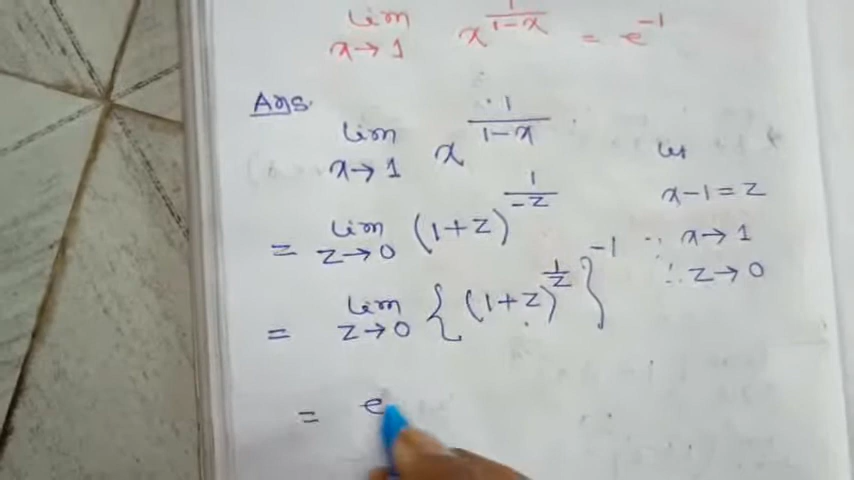 lim x→1 x^(1/(1-x)) = e^-1
Ans.
lim x→1 x^(1/(1-x)) let
x-1=z
= lim z→0 (1+z)^(1/-z) ∵ x→1
= lim z→0 {(1+z)^(1/z)}^-1 ∴ z→0
= e